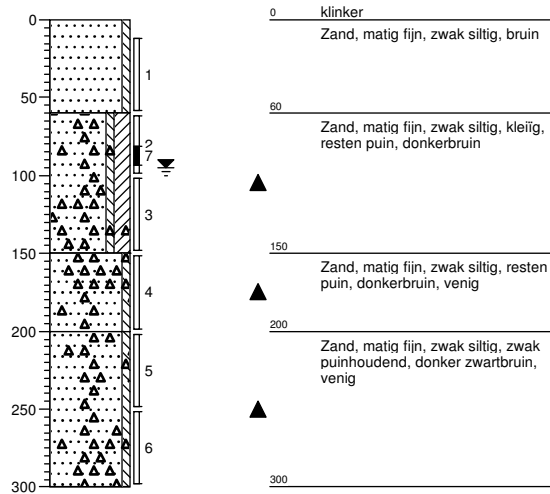 0
50
100
150
200
250
300
1
2
7
3
4
5
6
0
klinker
Zand, matig fijn, zwak siltig, bruin
60
Zand, matig fijn, zwak siltig, kleiïg,
resten puin, donkerbruin
150
Zand, matig fijn, zwak siltig, resten
puin, donkerbruin, venig
200
Zand, matig fijn, zwak siltig, zwak
puinhoudend, donker zwartbruin,
venig
300